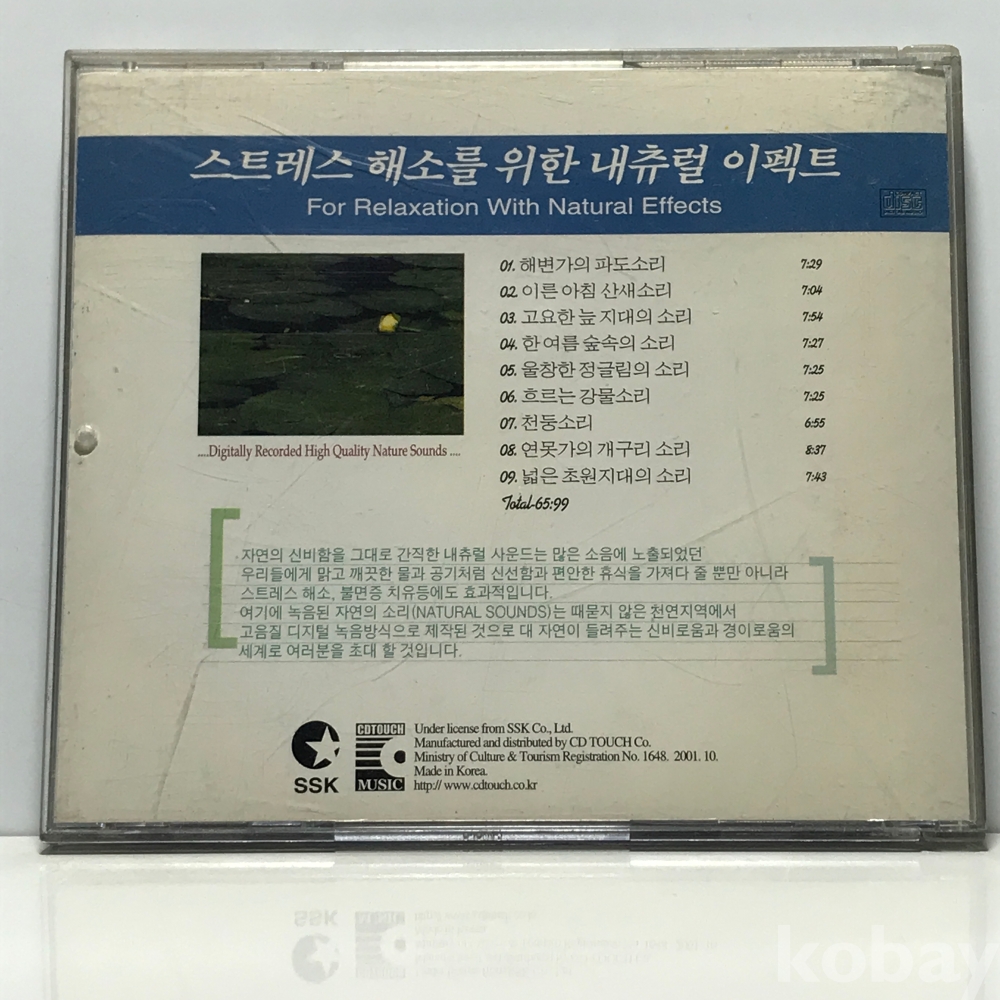 스트레스 해소를 위한 내츄럴 이펙트
For Relaxation With Natural Effects
disc
01. 해변가의 파도소리 7:29
02. 이른 아침 산새소리 7:04
03. 고요한 늪 지대의 소리 7:54
04. 한 여름 숲속의 소리 7:27
05. 울창한 정글림의 소리 7:25
06. 흐르는 강물소리 7:25
07. 천둥소리 6:55
08. 연못가의 개구리 소리 8:37
09. 넓은 초원지대의 소리 7:43
Total-65:99
....Digitally Recorded High Quality Nature Sounds ....
자연의 신비함을 그대로 간직한 내츄럴 사운드는 많은 소음에 노출되었던
우리들에게 맑고 깨끗한 물과 공기처럼 신선함과 편안한 휴식을 가져다 줄 뿐만 아니라
스트레스 해소, 불면증 치유등에도 효과적입니다.
여기에 녹음된 자연의 소리(NATURAL SOUNDS)는 때묻지 않은 천연지역에서
고음질 디지털 녹음방식으로 제작된 것으로 대 자연이 들려주는 신비로움과 경이로움의
세계로 여러분을 초대 할 것입니다.
SSK
CDTOUCH
MUSIC
Under license from SSK Co., Ltd.
Manufactured and distributed by CD TOUCH Co.
Ministry of Culture & Tourism Registration No. 1648. 2001. 10.
Made in Korea.
http:// www.cdtouch.co.kr
kobay